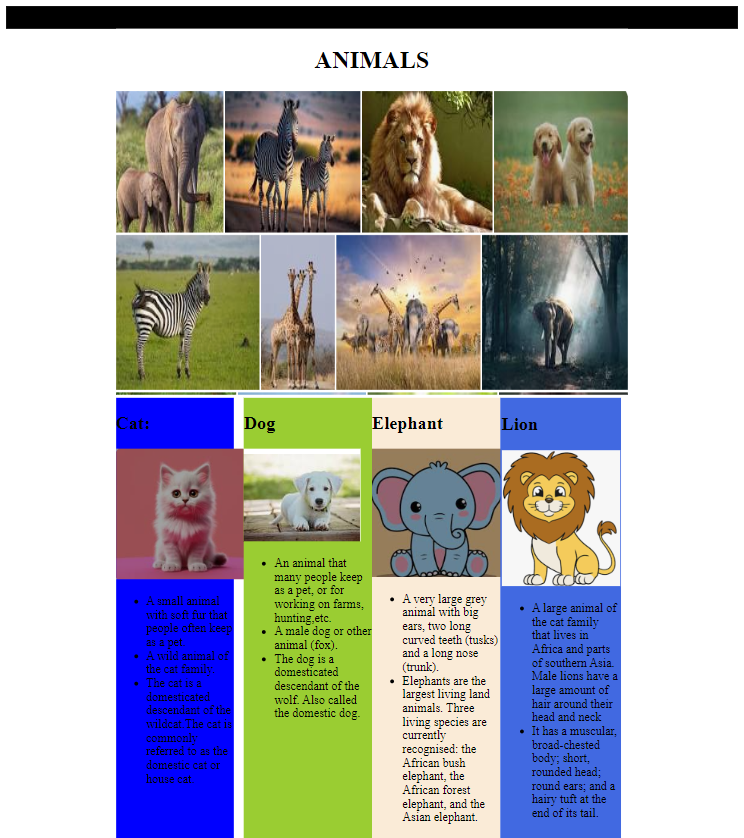 ANIMALS
Cat:
A small animal
with soft fur that
people often keep
as a pet
A wild animal of
the cat family.
The cat is a
domesticated
descendant of the
wildcat The cat is
commonly
referred to as the
domestic cat or
house cat.
Dog
An animal that
many people keep
as a pet, or for
working on farms,
hunting,etc.
A male dog or other
animal (fox).
The dog is a
domesticated
descendant of the
wolf. Also called
the domestic dog.
Elephant
A very large grey
animal with big
ears, two long
curved teeth (tusks)
and a long nose
(trunk).
Elephants are the
largest living land
animals. Three
living species are
currently
recognised: the
African bush
elephant, the
African forest
elephant, and the
Asian elephant.
Lion
A large animal of
the cat family
that lives in
Africa and parts
of southern Asia.
Male lions have a
large amount of
hair around their
head and neck
It has a muscular,
broad-chested
body; short,
rounded head;
round ears; and a
hairy tuft at the
end of its tail.